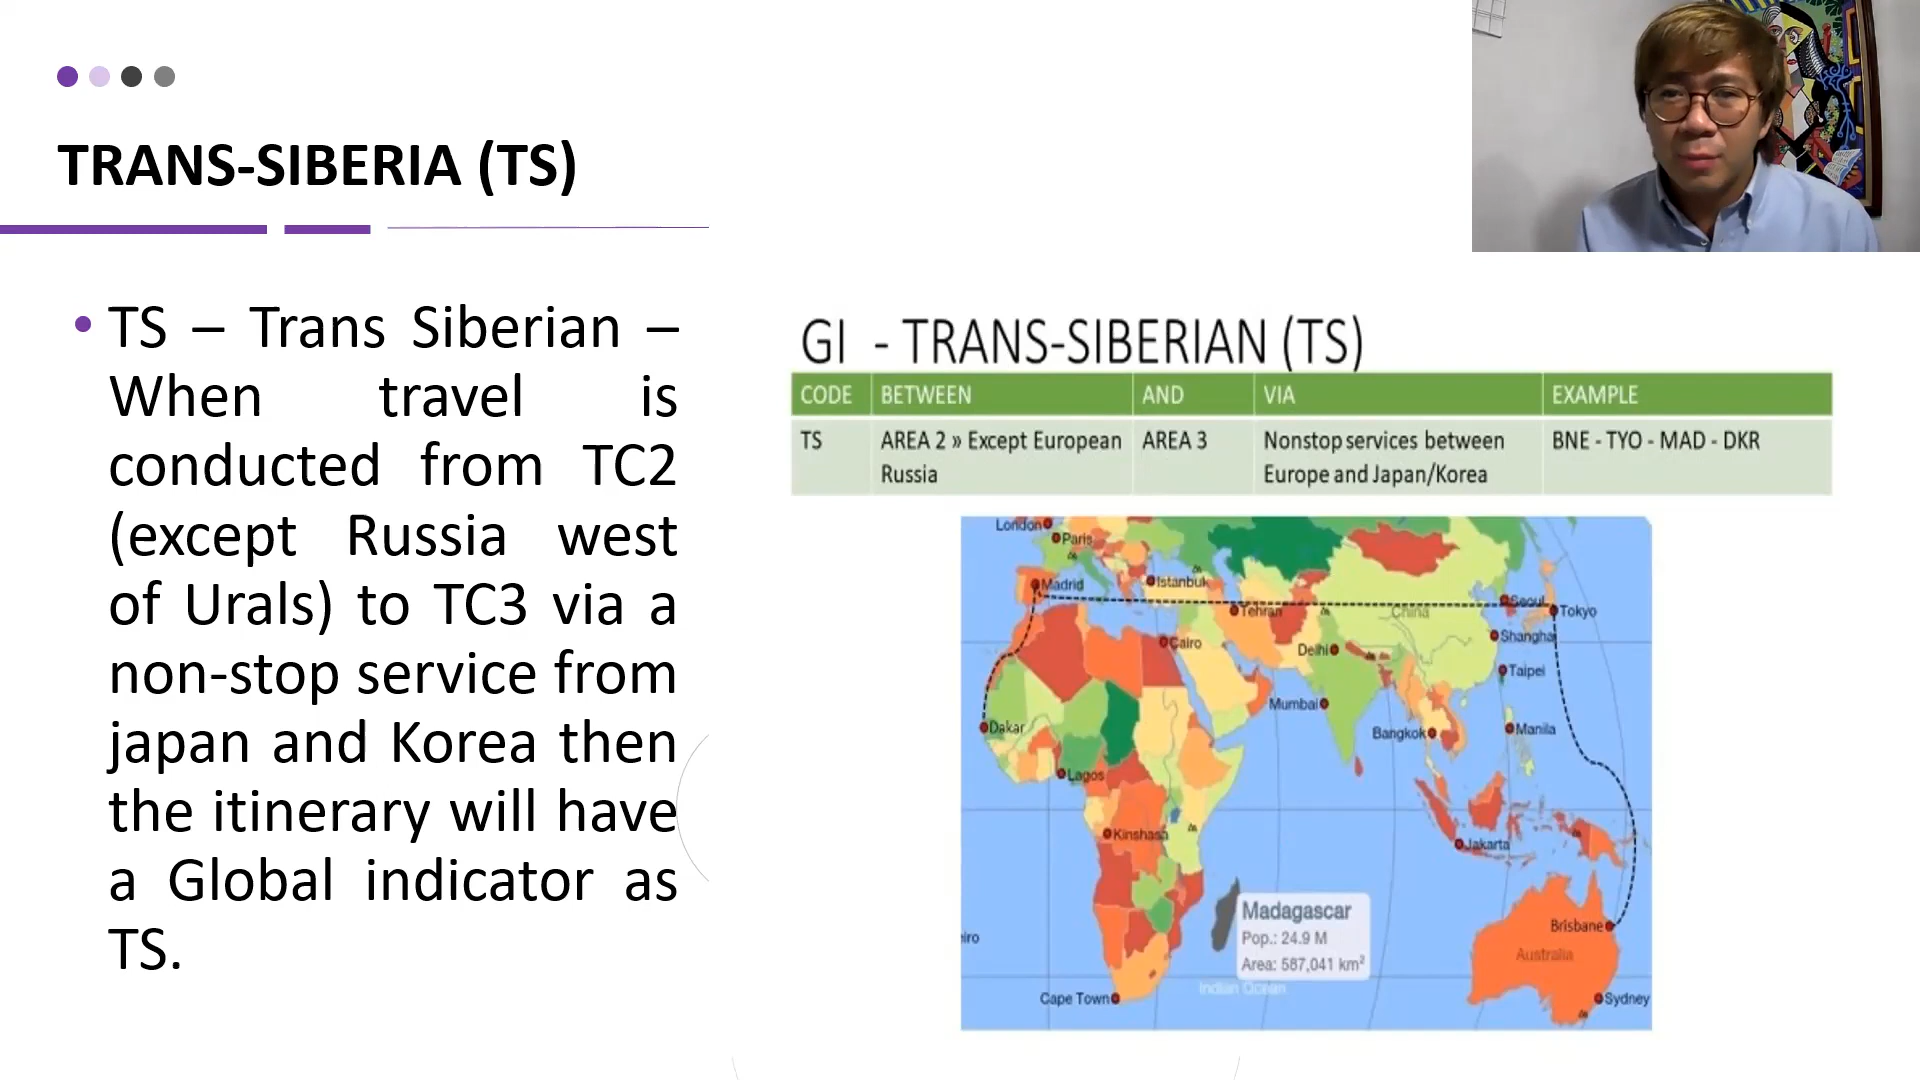 TRANS-SIBERIA (TS)
• TS – Trans Siberian –
When travel is
conducted from TC2
(except Russia west
of Urals) to TC3 via a
non-stop service from
japan and Korea then
the itinerary will have
a Global indicator as
TS.
GI - TRANS-SIBERIAN (TS)
CODE BETWEEN AND VIA EXAMPLE
TS AREA 2 » Except European AREA 3 Nonstop services between BNE - TYO - MAD - DKR
Russia Europe and Japan/Korea
London
Paris
Madrid
Istanbul
Seoul
Tehran
China
Tokyo
Shangha
Cairo
Delhi
Taipei
Mumbai
Dakar
Bangkok
Manila
Lagos
Kinshasa
Jakarta
Madagascar
Pop.: 24.9 M
Area: 587,041 km²
Brisbane
iro
Australia
Indian Ocean
Cape Town
Sydney